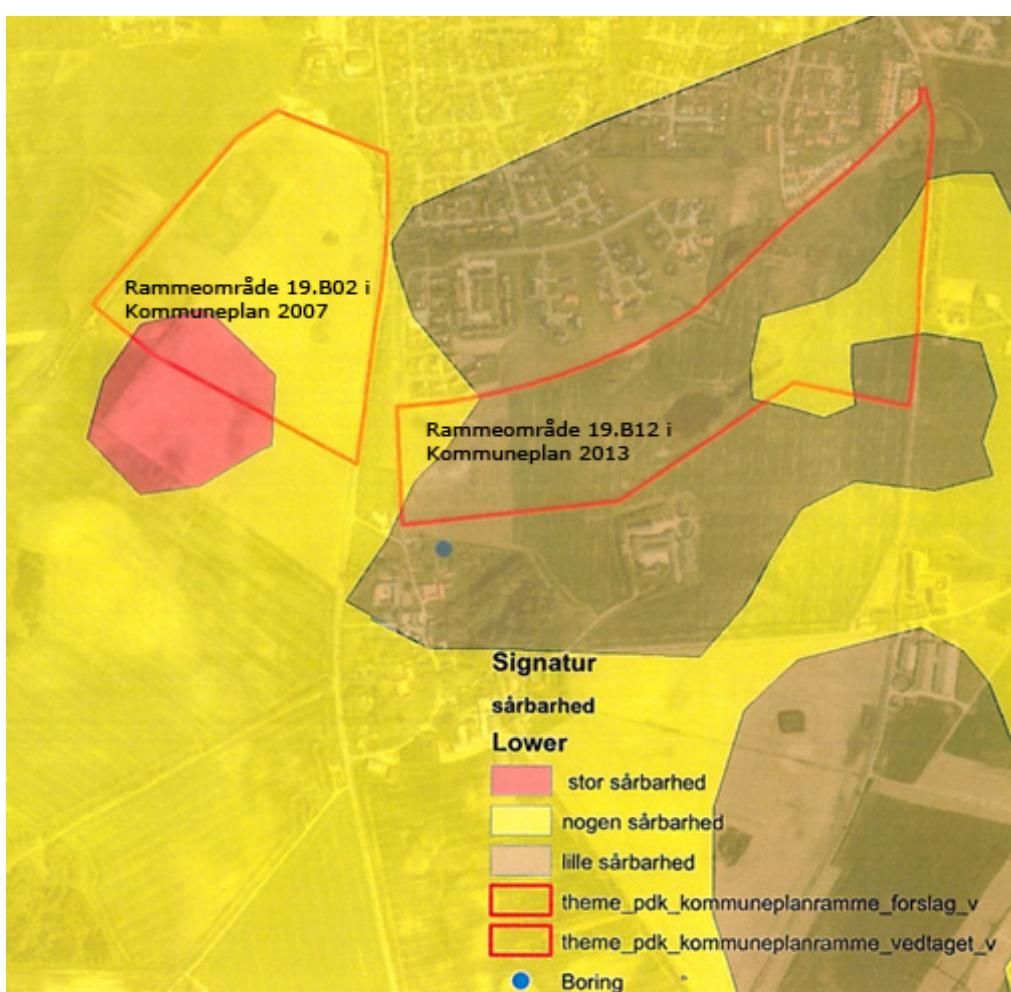 Rammeområde 19.B02 i
Kommuneplan 2007
Rammeområde 19.B12 i
Kommuneplan 2013
Signatur
sårbarhed
Lower
stor sårbarhed
nogen sårbarhed
lille sårbarhed
theme_pdk_kommuneplanramme_forslag_v
theme_pdk_kommuneplanramme_vedtaget_v
Boring